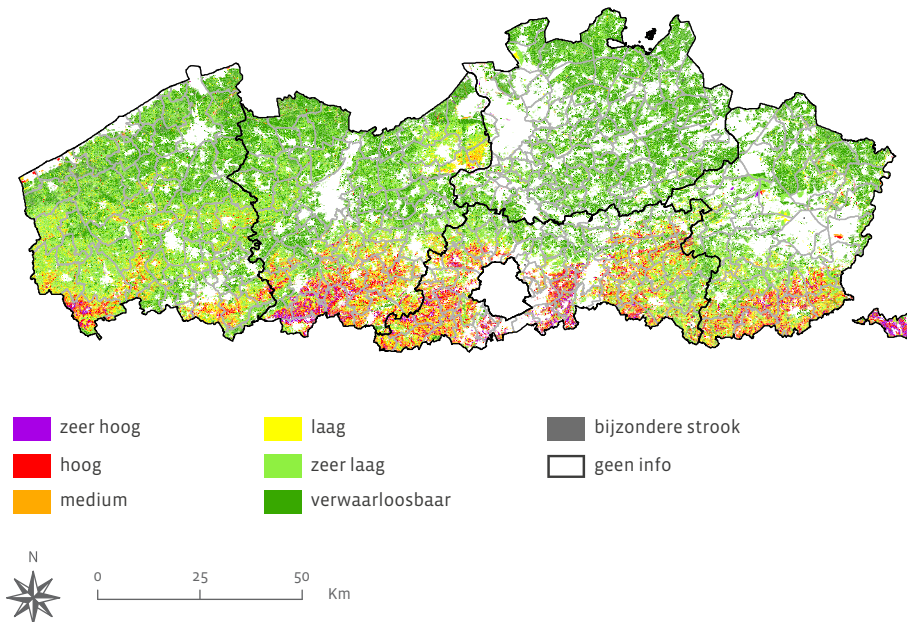 zeer hoog
laag
bijzondere strook
hoog
zeer laag
geen info
medium
verwaarloosbaar
N
0 25 50
Km